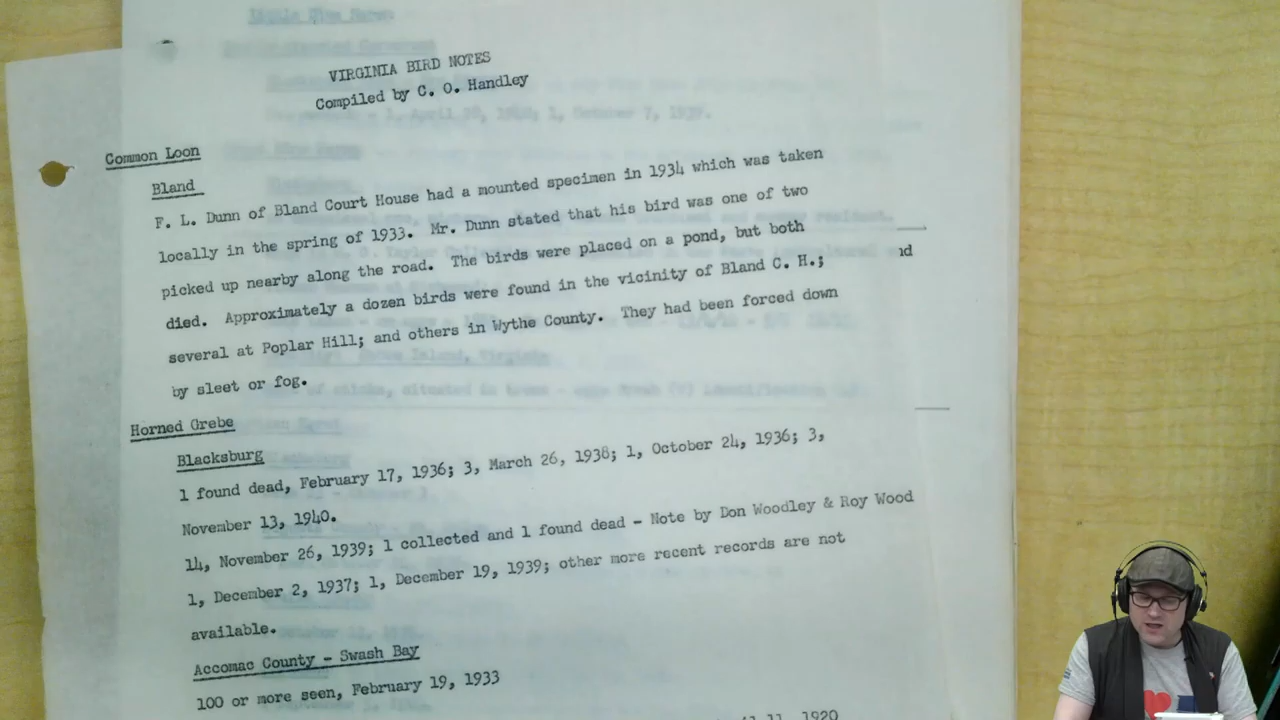 VIRGINIA BIRD NOTES
Compiled by C. O. Handley
Common Loon
Bland
F. L. Dunn of Bland Court House had a mounted specimen in 1934 which was taken
locally in the spring of 1933. Mr. Dunn stated that his bird was one of two
picked up nearby along the road. The birds were placed on a pond, but both
died. Approximately a dozen birds were found in the vicinity of Bland C. H.;
several at Poplar Hill; and others in Wythe County. They had been forced down
by sleet or fog.
Horned Grebe
Blacksburg
1 found dead, February 17, 1936; 3, March 26, 1938; 1, October 24, 1936; 3,
November 13, 1940.
14, November 26, 1939; 1 collected and 1 found dead - Note by Don Woodley & Roy Wood
1, December 2, 1937; 1, December 19, 1939; other more recent records are not
available.
Accomac County - Swash Bay
100 or more seen, February 19, 1933
11, 1920